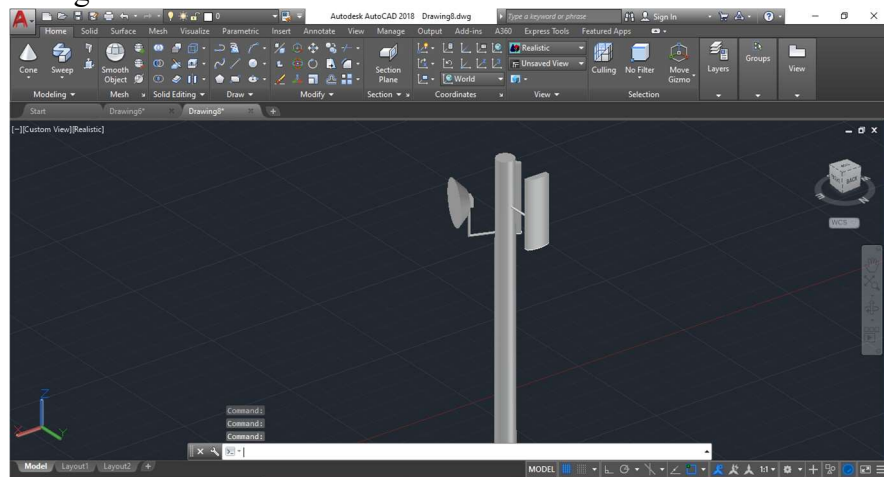 Autodesk AutoCAD 2018 Drawing8.dwg
Type a keyword or phrase
Sign In
Home Solid Surface Mesh Visualize Parametric Insert Annotate View Manage Output Add-ins A360 Express Tools Featured Apps
Cone
Sweep
Smooth
Object
Section
Plane
World
Realistic
Unsaved View
Culling
No Filter
Move
Gizmo
Layers
Groups
View
Modeling
Mesh
Solid Editing
Draw
Modify
Section
Coordinates
View
Selection
Start Drawing6* Drawing8*
[−][Custom View][Realistic]
BACK
E
N
WCS
Z
X
Y
Command:
Command:
Command:
Model Layout1 Layout2
MODEL
1:1